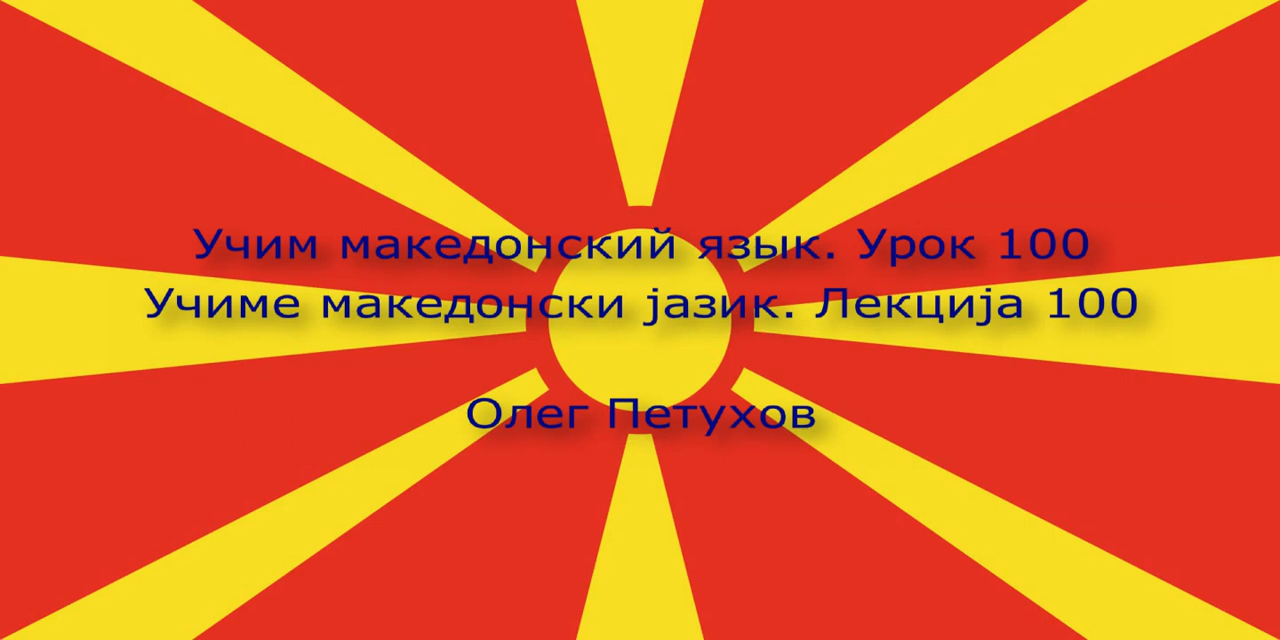 Учим македонский язык. Урок 100
Учиме македонски јазик. Лекција 100
Олег Петухов